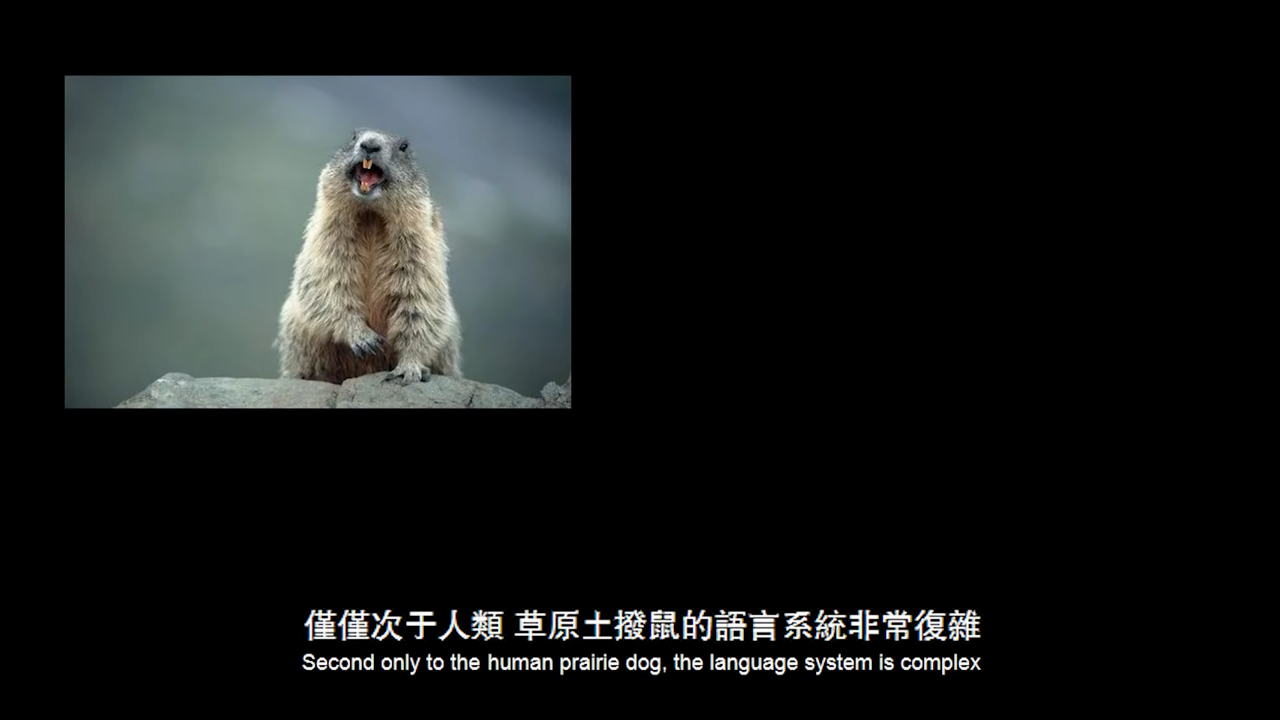 僅僅次于人類 草原土撥鼠的語言系統非常復雜
Second only to the human prairie dog, the language system is complex